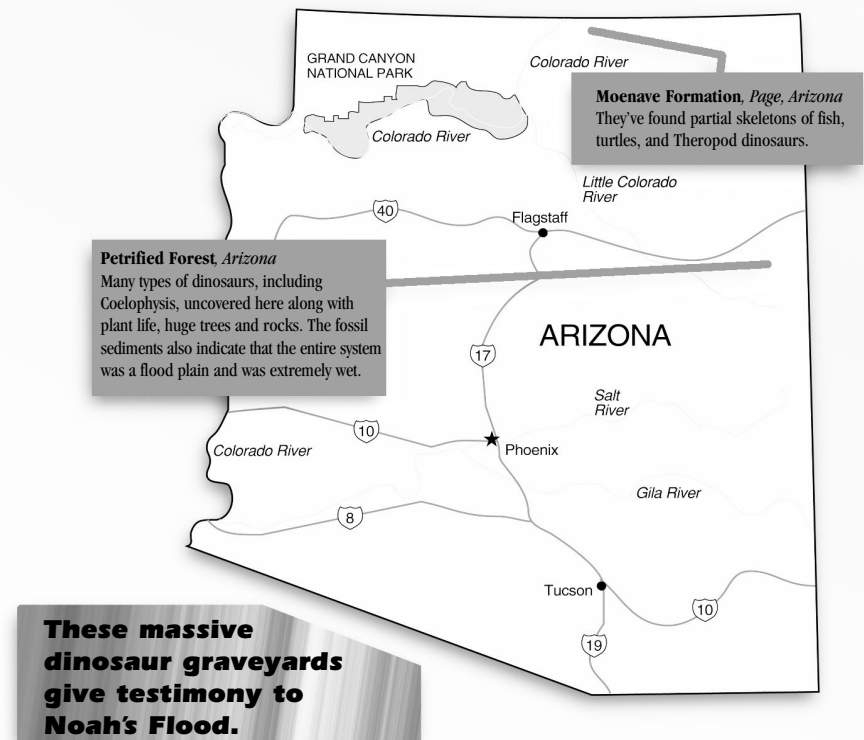 GRAND CANYON
NATIONAL PARK
Colorado River
Moenave Formation, Page, Arizona
They've found partial skeletons of fish,
turtles, and Theropod dinosaurs.
Colorado River
Little Colorado
River
40
Flagstaff
Petrified Forest, Arizona
Many types of dinosaurs, including
Coelophysis, uncovered here along with
plant life, huge trees and rocks. The fossil
sediments also indicate that the entire system
was a flood plain and was extremely wet.
ARIZONA
17
Salt
River
10
Phoenix
Colorado River
Gila River
8
Tucson
10
19
These massive
dinosaur graveyards
give testimony to
Noah's Flood.